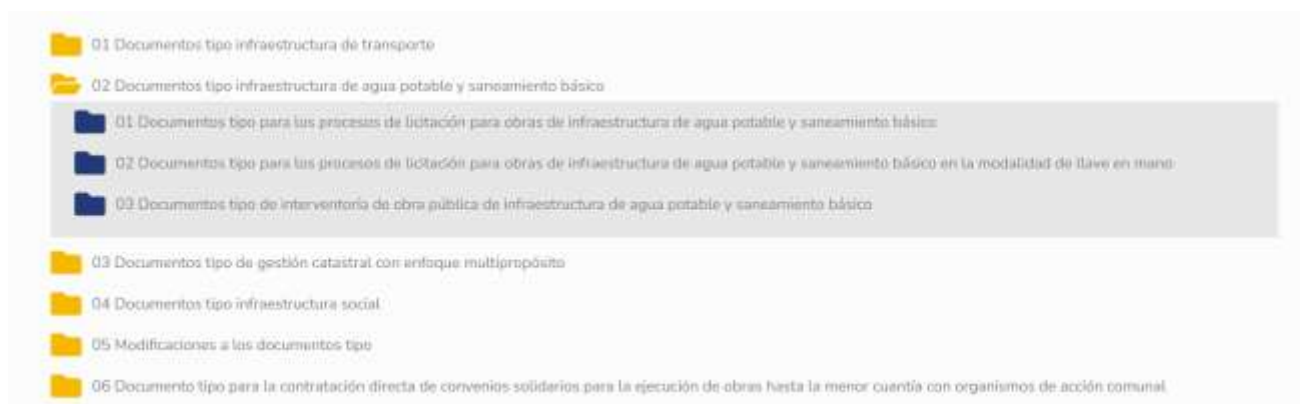 01 Documentos tipo infraestructura de transporte
02 Documentos tipo infraestructura de agua potable y saneamiento básico
01 Documentos tipo para los procesos de licitación para obras de infraestructura de agua potable y saneamiento básico
02 Documentos tipo para los procesos de licitación para obras de infraestructura de agua potable y saneamiento básico en la modalidad de llave en mano
03 Documentos tipo de interventoría de obra pública de infraestructura de agua potable y saneamiento básico
03 Documentos tipo de gestión catastral con enfoque multipropósito
04 Documentos tipo infraestructura social
05 Modificaciones a los documentos tipo
06 Documento tipo para la contratación directa de convenios solidarios para la ejecución de obras hasta la menor cuantía con organismos de acción comunal